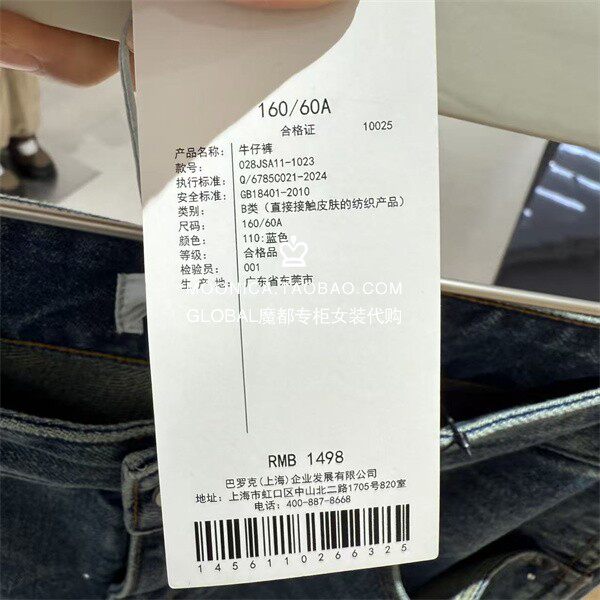 160/60A
合格证
10025
产品名称: 牛仔裤
款号: 028JSA11-1023
执行标准: Q/6785C021-2024
安全标准: GB18401-2010
类别: B类（直接接触皮肤的纺织产品）
尺码: 160/60A
颜色: 110:蓝色
等级: 合格品
检验员: 001
生产地: 广东省东莞市
YOSNICA.TAOBAO.COM
GLOBAL魔都专柜女装代购
RMB 1498
巴罗克(上海)企业发展有限公司
地址: 上海市虹口区中山北二路1705号820室
电话: 400-887-8668
1456110266325